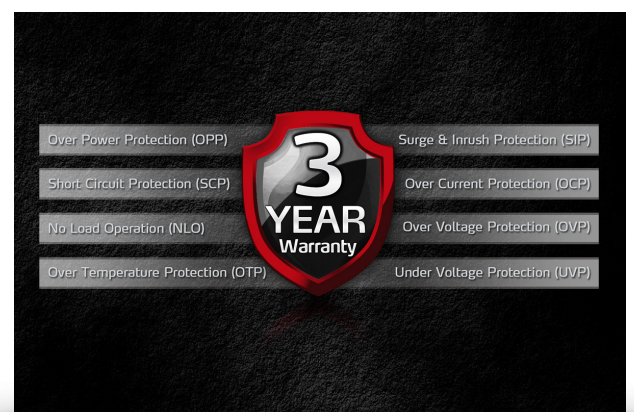 Over Power Protection (OPP)
Short Circuit Protection (SCP)
No Load Operation (NLO)
Over Temperature Protection (OTP)
3
YEAR
Warranty
Surge & Inrush Protection (SIP)
Over Current Protection (OCP)
Over Voltage Protection (OVP)
Under Voltage Protection (UVP)